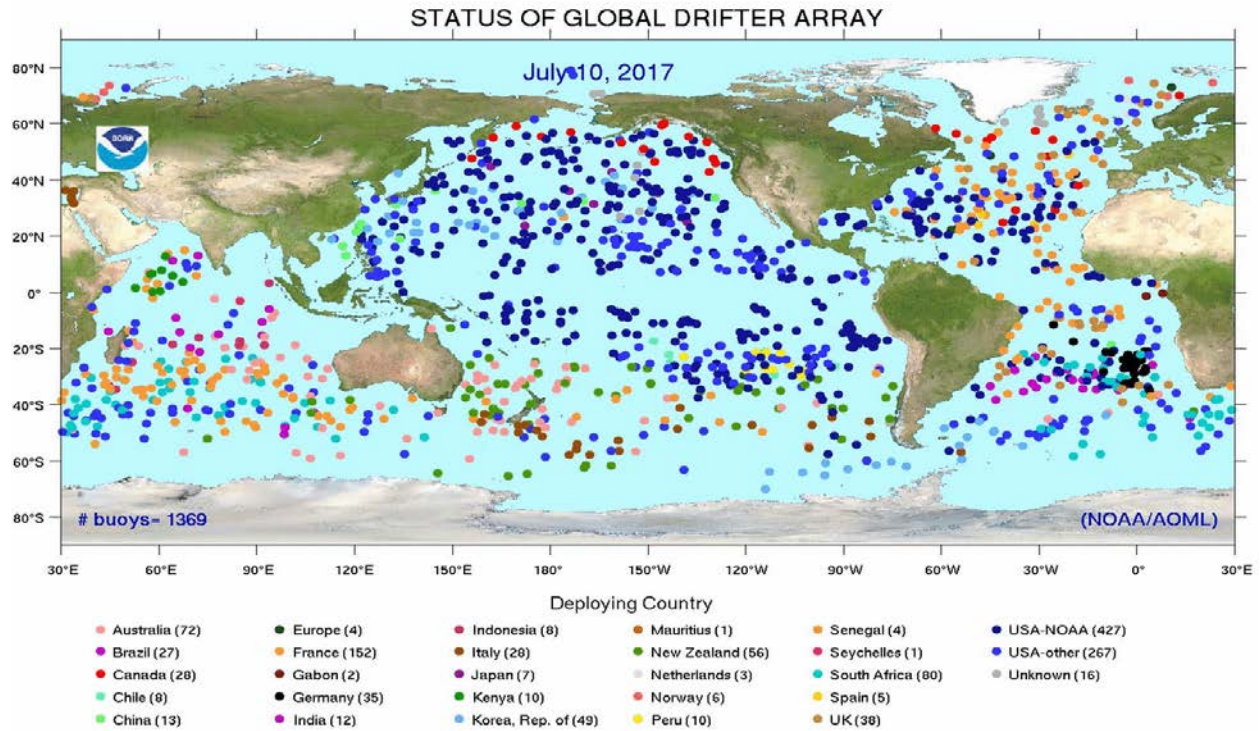 STATUS OF GLOBAL DRIFTER ARRAY
July 10, 2017
80°N
60°N
40°N
20°N
0°
20°S
40°S
60°S
80°S
NOAA
# buoys= 1369
(NOAA/AOML)
30°E 60°E 90°E 120°E 150°E 180° 150°W 120°W 90°W 60°W 30°W 0° 30°E
Deploying Country
Australia (72) Europe (4) Indonesia (8) Mauritius (1) Senegal (4) USA-NOAA (427)
Brazil (27) France (152) Italy (28) New Zealand (56) Seychelles (1) USA-other (267)
Canada (28) Gabon (2) Japan (7) Netherlands (3) South Africa (80) Unknown (16)
Chile (8) Germany (35) Kenya (10) Norway (6) Spain (5)
China (13) India (12) Korea, Rep. of (49) Peru (10) UK (38)